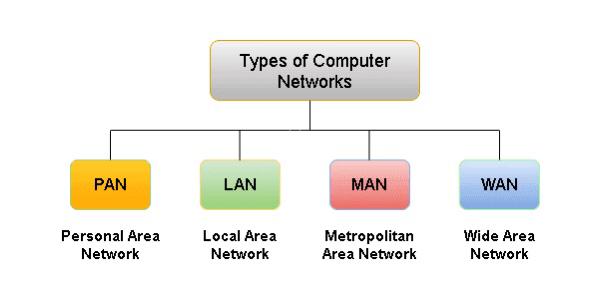 Types of Computer
Networks
PAN
LAN
MAN
WAN
Personal Area
Network
Local Area
Network
Metropolitan
Area Network
Wide Area
Network